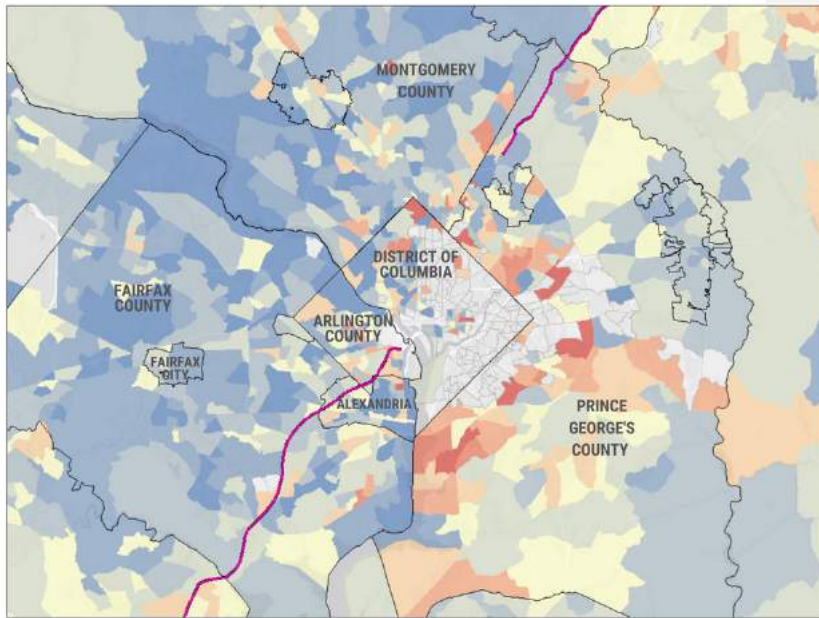 MONTGOMERY
COUNTY
DISTRICT OF
COLUMBIA
FAIRFAX
COUNTY
ARLINGTON
COUNTY
FAIRFAX
CITY
ALEXANDRIA
PRINCE
GEORGE'S
COUNTY